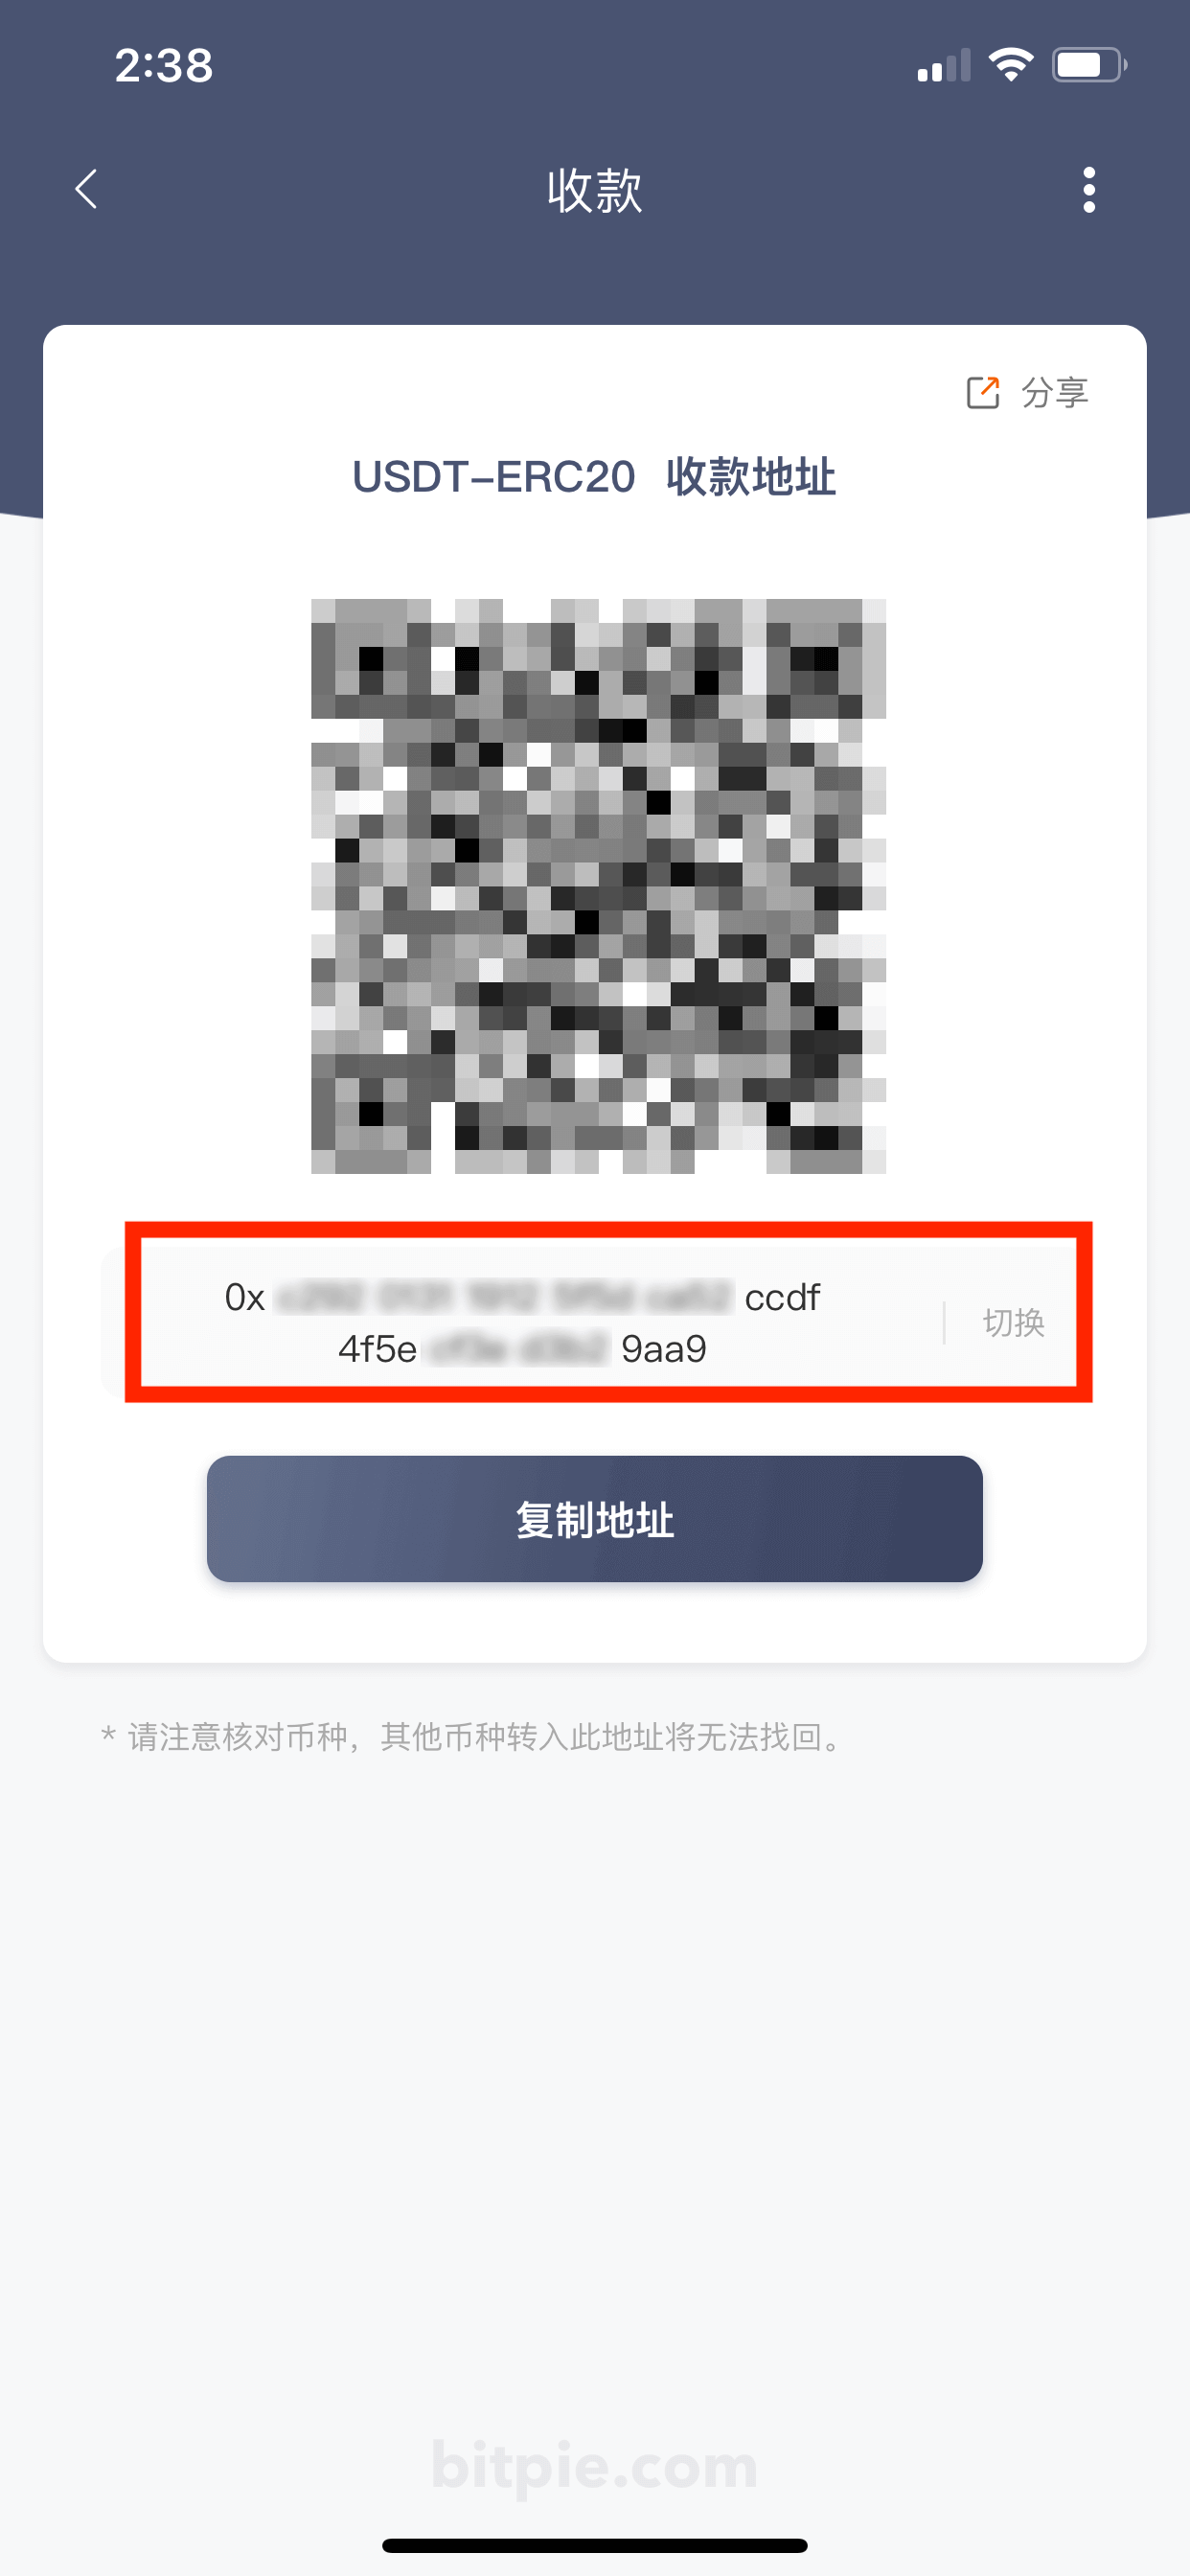 2:38
收款
分享
USDT-ERC20 收款地址
0x ccdf
4f5e 9aa9
切换
复制地址
* 请注意核对币种，其他币种转入此地址将无法找回。
bitpie.com